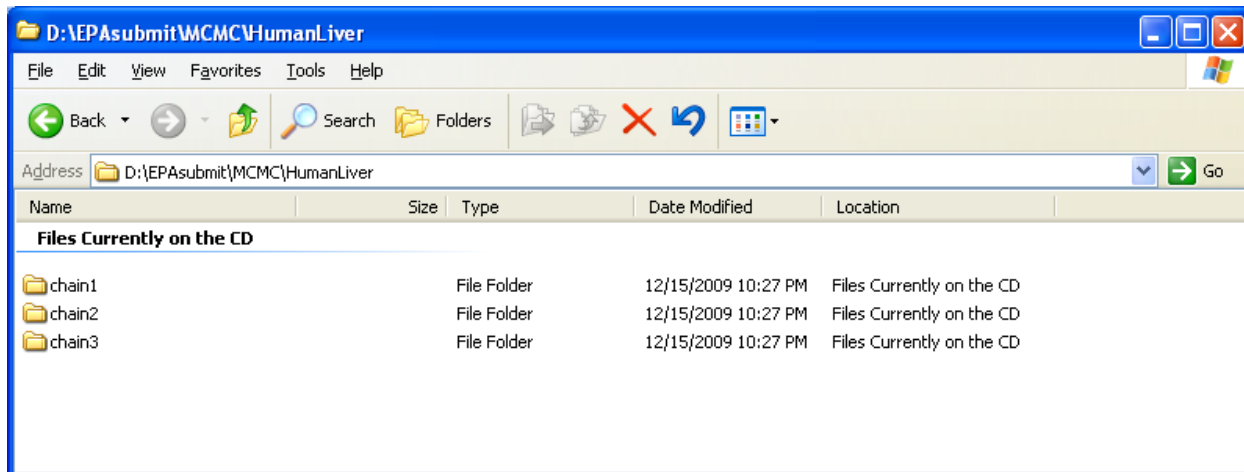 D:\EPAsubmit\MCMC\HumanLiver
File Edit View Favorites Tools Help
Back Search Folders
Address D:\EPAsubmit\MCMC\HumanLiver Go
Name Size Type Date Modified Location
Files Currently on the CD
chain1 File Folder 12/15/2009 10:27 PM Files Currently on the CD
chain2 File Folder 12/15/2009 10:27 PM Files Currently on the CD
chain3 File Folder 12/15/2009 10:27 PM Files Currently on the CD